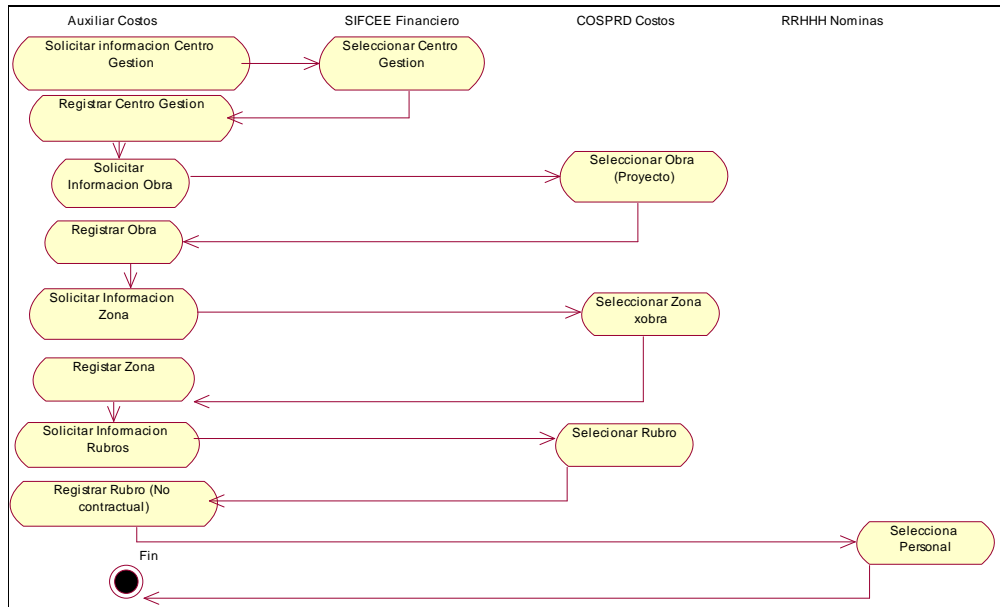 Auxiliar Costos
SIFCEE Financiero
COSPRD Costos
RRHHH Nominas
Solicitar informacion Centro
Gestion
Seleccionar Centro
Gestion
Registrar Centro Gestion
Solicitar
Informacion Obra
Seleccionar Obra
(Proyecto)
Registrar Obra
Solicitar Informacion
Zona
Seleccionar Zona
xobra
Registar Zona
Solicitar Informacion
Rubros
Selecionar Rubro
Registrar Rubro (No
contractual)
Selecciona
Personal
Fin